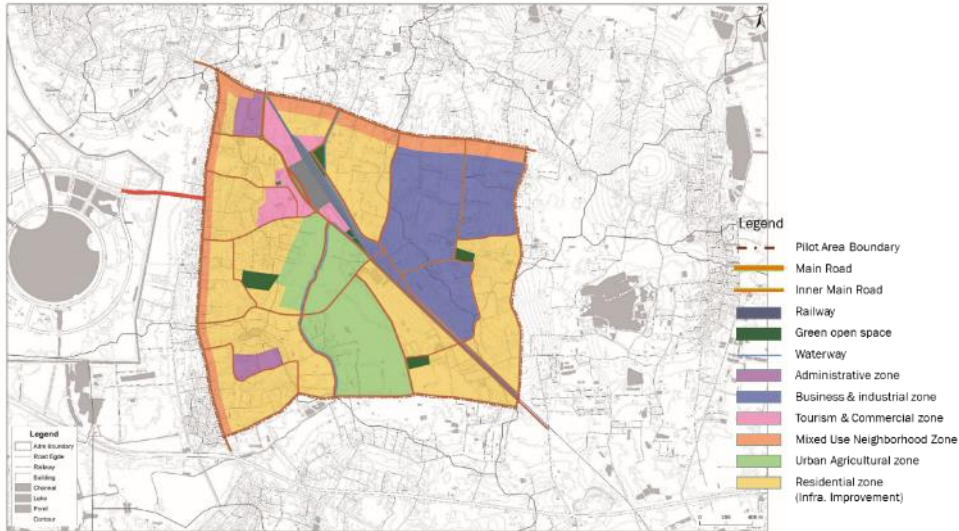 Legend
Pilot Area Boundary
Main Road
Inner Main Road
Railway
Green open space
Waterway
Administrative zone
Business & industrial zone
Tourism & Commercial zone
Mixed Use Neighborhood Zone
Urban Agricultural zone
Residential zone
(Infra. Improvement)
Legend
Road Egde
Railway
Building
Channel
Lake
Pond
Contour